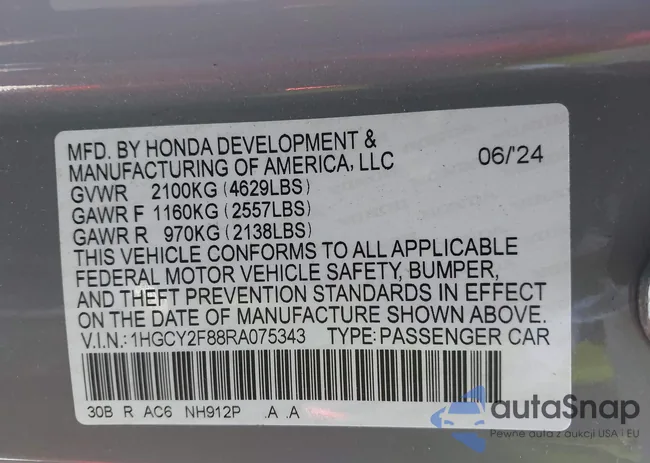 MFD. BY HONDA DEVELOPMENT &
MANUFACTURING OF AMERICA, LLC 06/'24
GVWR 2100KG (4629LBS)
GAWR F 1160KG (2557LBS)
GAWR R 970KG (2138LBS)
THIS VEHICLE CONFORMS TO ALL APPLICABLE
FEDERAL MOTOR VEHICLE SAFETY, BUMPER,
AND THEFT PREVENTION STANDARDS IN EFFECT
ON THE DATE OF MANUFACTURE SHOWN ABOVE.
V.I.N.:1HGCY2F88RA075343 TYPE:PASSENGER CAR
30B R AC6 NH912P .A .A
autaSnap
Pewne auta z aukcji USA i EU